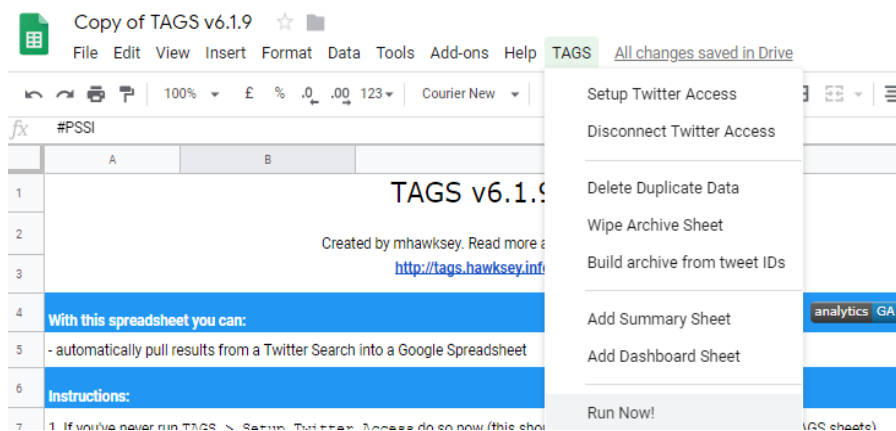 Copy of TAGS v6.1.9
File Edit View Insert Format Data Tools Add-ons Help TAGS All changes saved in Drive
100% £ % .0 .00 123 Courier New
fx #PSSI
A B
1 TAGS v6.1.9
2 Created by mhawksey. Read more
3 http://tags.hawksey.info
4 With this spreadsheet you can: analytics GA
5 - automatically pull results from a Twitter Search into a Google Spreadsheet
6 Instructions:
7 1. If you've never run TAGS > Setup Twitter Access do so now (this AGS sheets)
Setup Twitter Access
Disconnect Twitter Access
Delete Duplicate Data
Wipe Archive Sheet
Build archive from tweet IDs
Add Summary Sheet
Add Dashboard Sheet
Run Now!